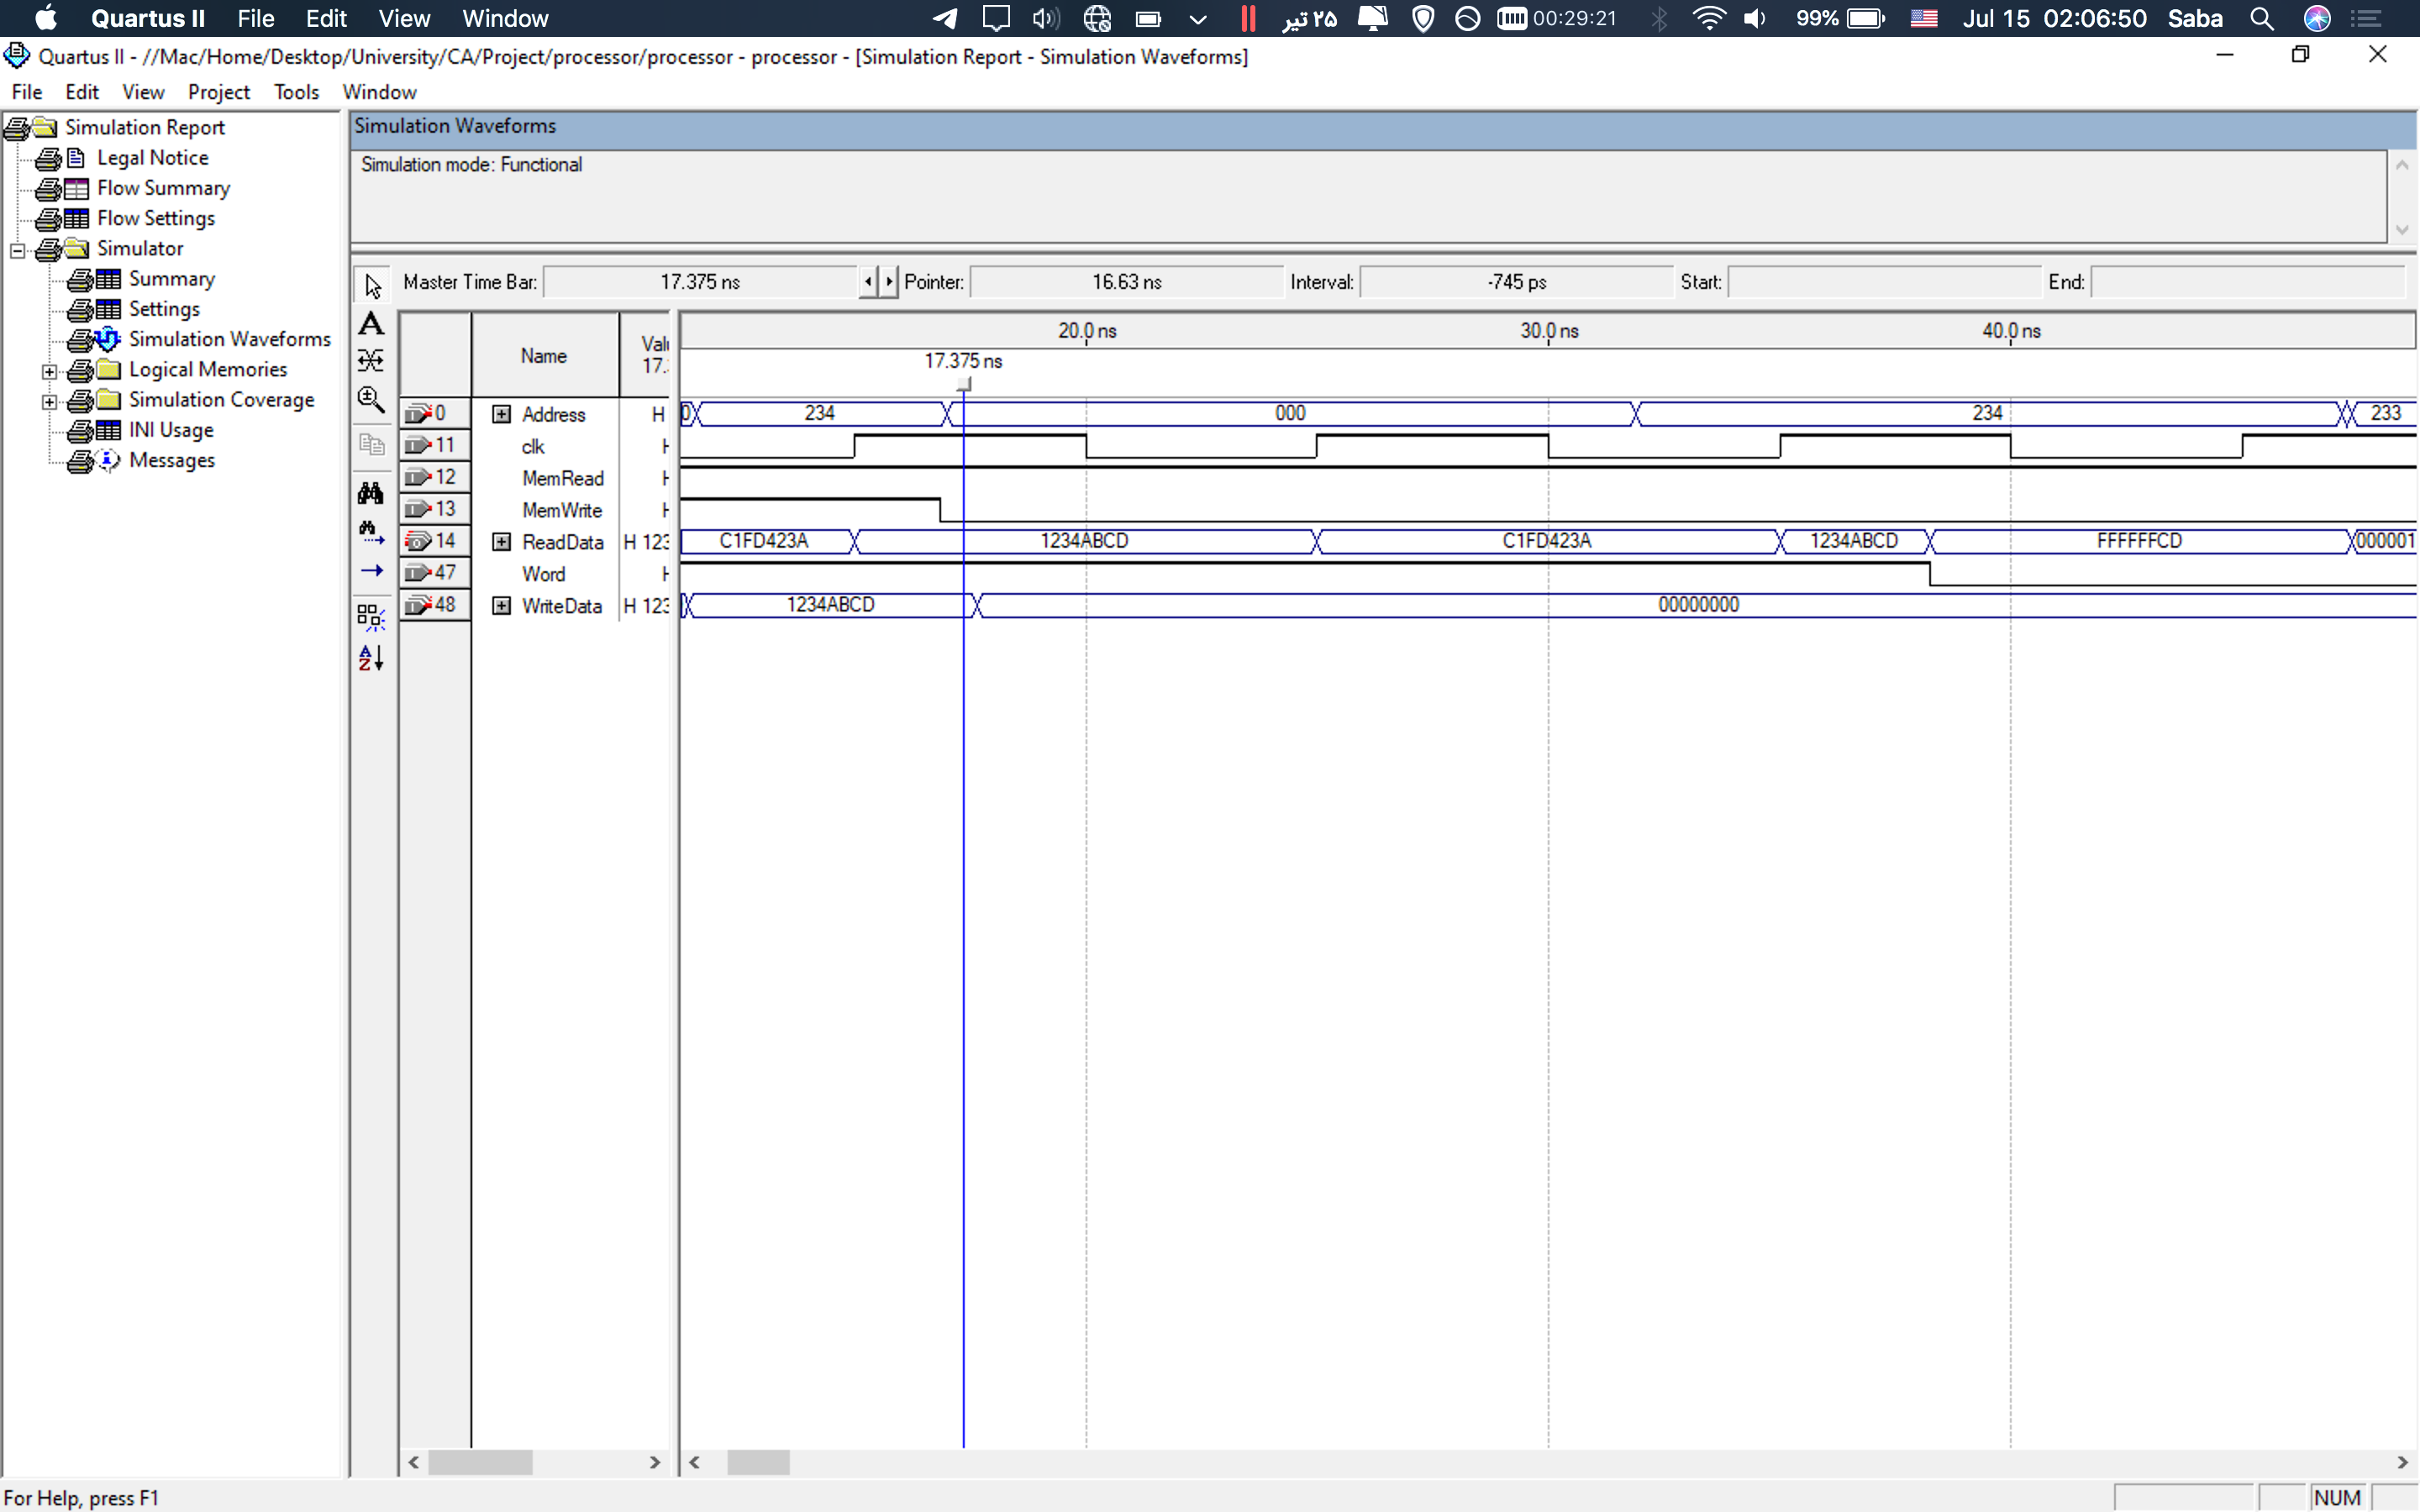 Quartus II File Edit View Window ۲۵ تیر 00:29:21 99% Jul 15 02:06:50 Saba
Quartus II - //Mac/Home/Desktop/University/CA/Project/processor/processor - processor - [Simulation Report - Simulation Waveforms]
File Edit View Project Tools Window
Simulation Report
Legal Notice
Flow Summary
Flow Settings
Simulator
Summary
Settings
Simulation Waveforms
Logical Memories
Simulation Coverage
INI Usage
Messages
Simulation Waveforms
Simulation mode: Functional
Master Time Bar: 17.375 ns Pointer: 16.63 ns Interval: -745 ps Start: End:
Name
Valu
17.
20.0 ns 30.0 ns 40.0 ns
17.375 ns
0 Address H 0 234 000 234 233
11 clk H
12 MemRead H
13 MemWrite H
14 ReadData H 123 C1FD423A 1234ABCD C1FD423A 1234ABCD FFFFFFCD 000001
47 Word H
48 WriteData H 123 1234ABCD 00000000
For Help, press F1
NUM